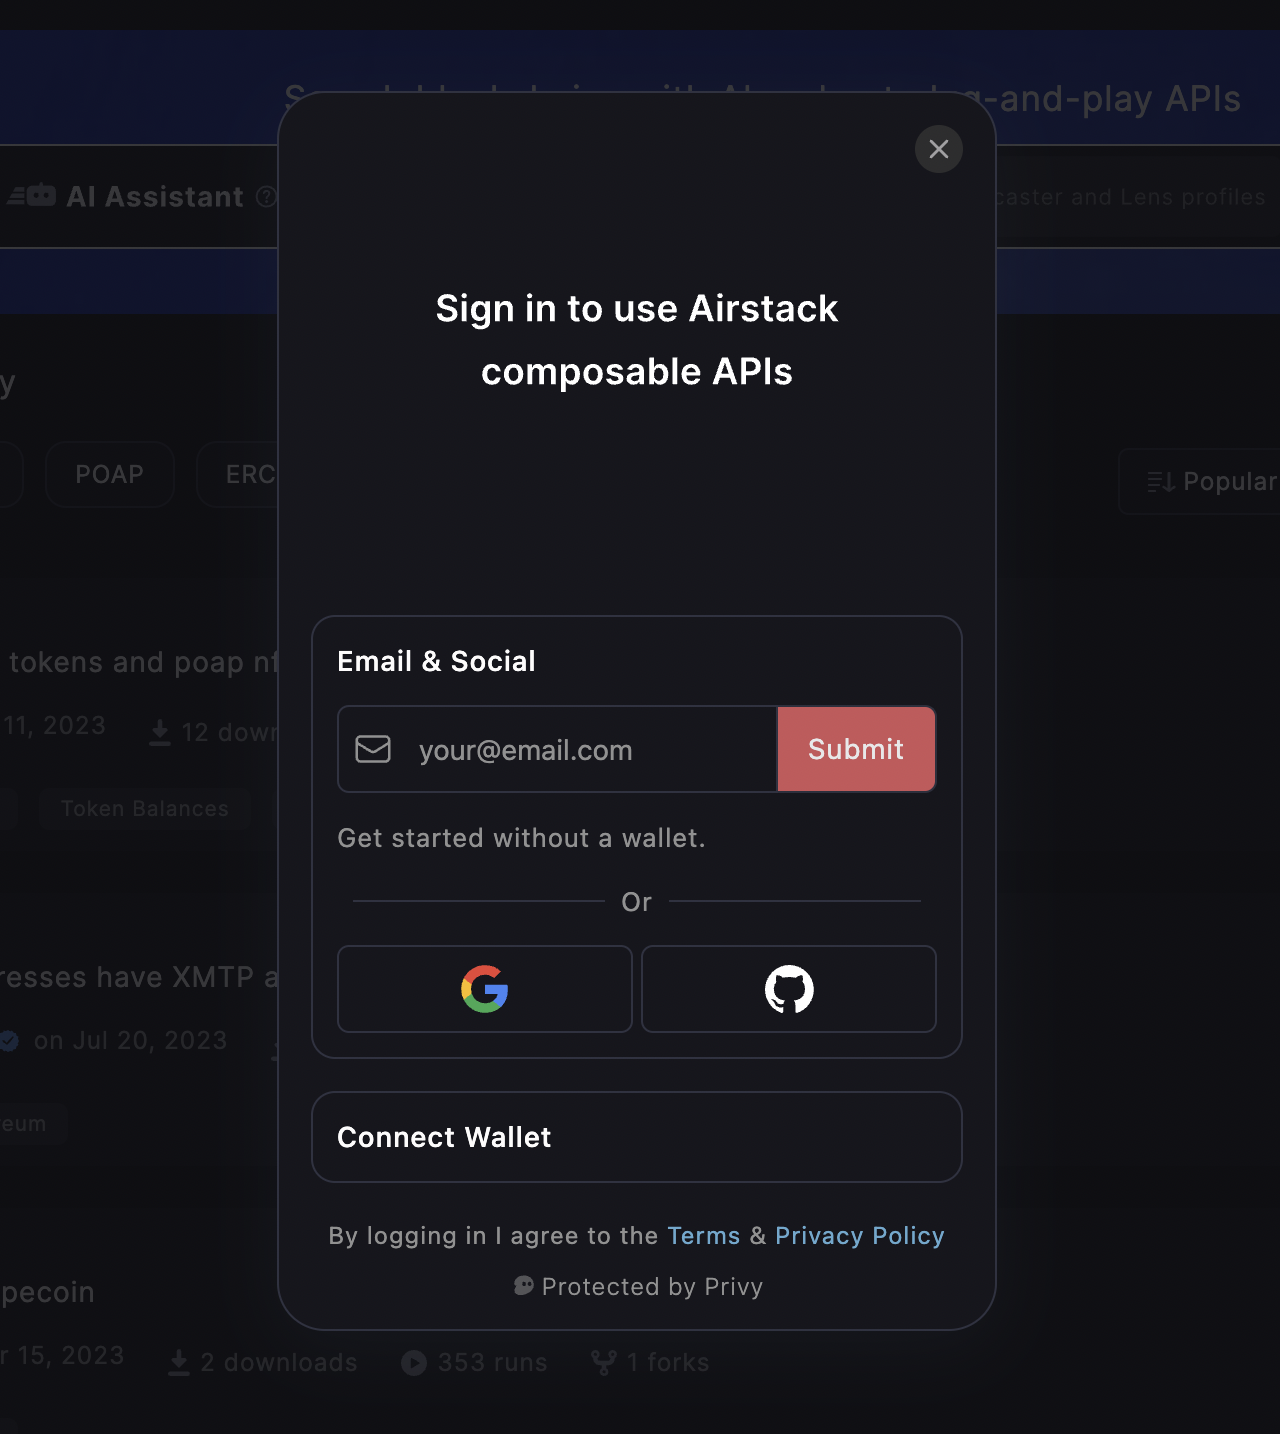 -and-play APIs
AI Assistant
caster and Lens profiles
Sign in to use Airstack
composable APIs
y
POAP
ERC
Popular
tokens and poap nf
11, 2023
12 down
Token Balances
Email & Social
your@email.com
Submit
Get started without a wallet.
Or
resses have XMTP a
on Jul 20, 2023
eum
Connect Wallet
By logging in I agree to the Terms & Privacy Policy
Protected by Privy
pecoin
r 15, 2023
2 downloads
353 runs
1 forks